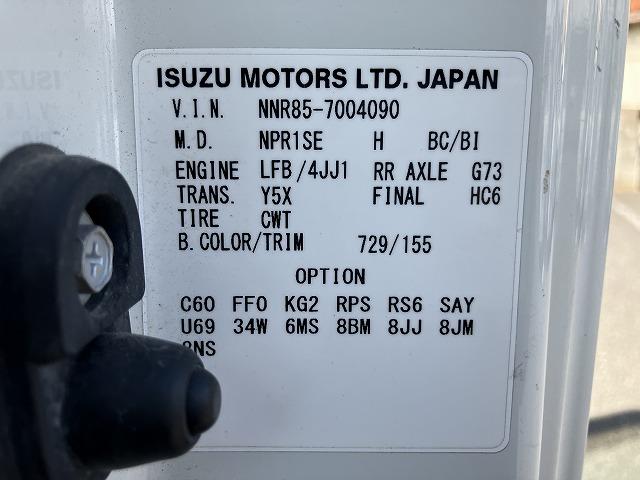 ISUZU MOTORS LTD. JAPAN
V.I.N. NNR85-7004090
M.D. NPR1SE H BC/BI
ENGINE LFB/4JJ1 RR AXLE G73
TRANS. Y5X FINAL HC6
TIRE CWT
B.COLOR/TRIM 729/155
OPTION
C60 FF0 KG2 RPS RS6 SAY
U69 34W 6MS 8BM 8JJ 8JM